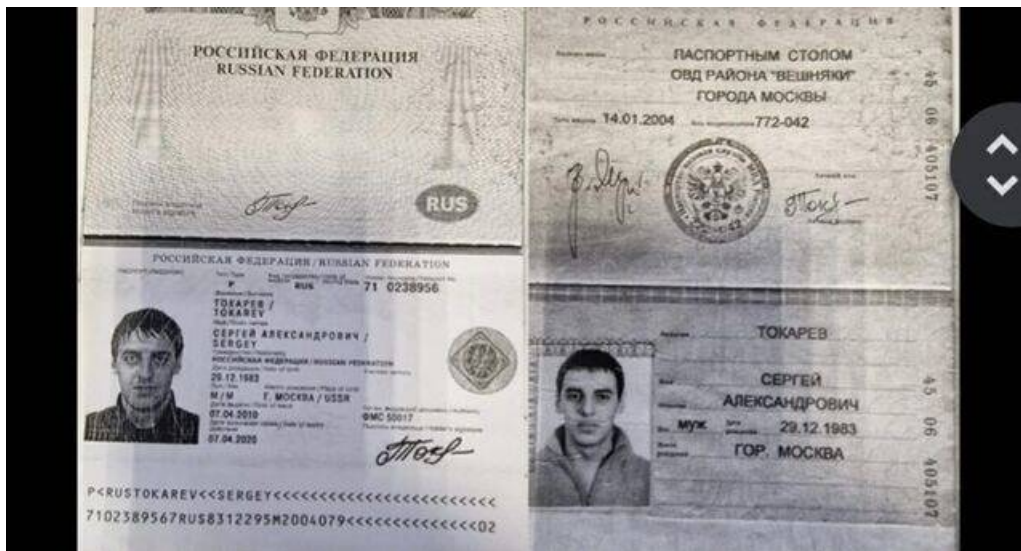 РОССИЙСКАЯ ФЕДЕРАЦИЯ
RUSSIAN FEDERATION
RUS
РОССИЙСКАЯ ФЕДЕРАЦИЯ / RUSSIAN FEDERATION
P RUS 71 0238956
ТОКАРЕВ /
TOKAREV
СЕРГЕЙ АЛЕКСАНДРОВИЧ /
SERGEY
РОССИЙСКАЯ ФЕДЕРАЦИЯ / RUSSIAN FEDERATION
29.12.1983
М / M Г. МОСКВА / USSR
07.04.2010 ФМС 50017
07.04.2020
P<RUSTOKAREV<<SERGEY<<<<<<<<<<<<<<<<<<<<<<<<
7102389567RUS8312295M2004079<<<<<<<<<<<<<<02
РОССИЙСКАЯ ФЕДЕРАЦИЯ
ПАСПОРТНЫМ СТОЛОМ
ОВД РАЙОНА "ВЕШНЯКИ"
ГОРОДА МОСКВЫ
14.01.2004 772-042
45 06 405107
ТОКАРЕВ
СЕРГЕЙ
АЛЕКСАНДРОВИЧ
МУЖ 29.12.1983
ГОР. МОСКВА
45 06 405107